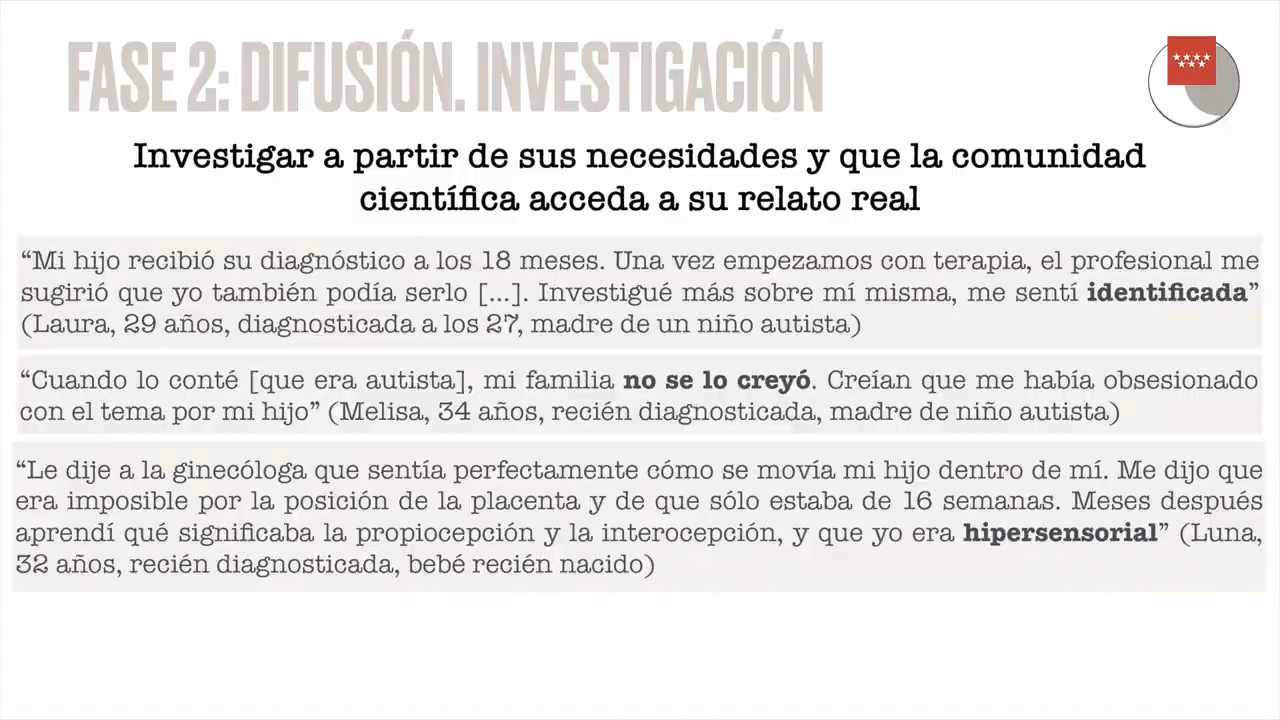 FASE 2: DIFUSIÓN. INVESTIGACIÓN
Investigar a partir de sus necesidades y que la comunidad
científica acceda a su relato real
“Mi hijo recibió su diagnóstico a los 18 meses. Una vez empezamos con terapia, el profesional me
sugirió que yo también podía serlo [...]. Investigué más sobre mí misma, me sentí identificada”
(Laura, 29 años, diagnosticada a los 27, madre de un niño autista)
“Cuando lo conté [que era autista], mi familia no se lo creyó. Creían que me había obsesionado
con el tema por mi hijo” (Melisa, 34 años, recién diagnosticada, madre de niño autista)
“Le dije a la ginecóloga que sentía perfectamente cómo se movía mi hijo dentro de mí. Me dijo que
era imposible por la posición de la placenta y de que sólo estaba de 16 semanas. Meses después
aprendí qué significaba la propiocepción y la interocepción, y que yo era hipersensorial” (Luna,
32 años, recién diagnosticada, bebé recién nacido)